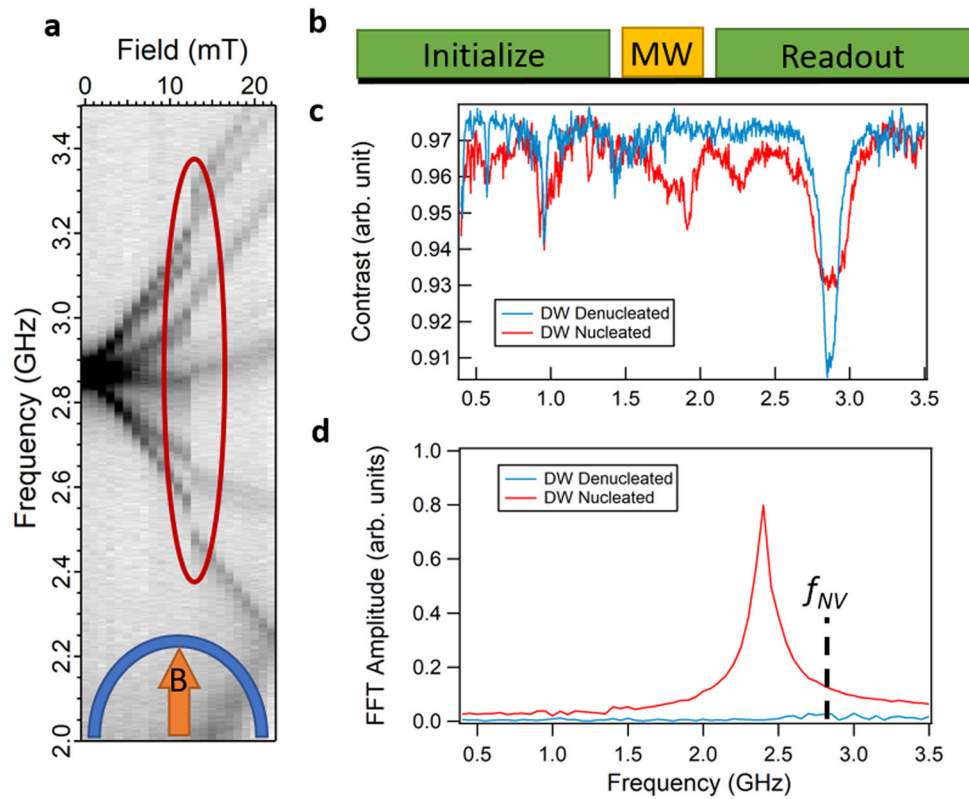 a
Field (mT)
0 10 20
Frequency (GHz)
3.4
3.2
3.0
2.8
2.6
2.4
2.2
2.0
B
b
Initialize MW Readout
c
Contrast (arb. unit)
0.97
0.96
0.95
0.94
0.93
0.92
0.91
DW Denucleated
DW Nucleated
0.5 1.0 1.5 2.0 2.5 3.0 3.5
d
FFT Amplitude (arb. units)
1.0
0.8
0.6
0.4
0.2
0.0
DW Denucleated
DW Nucleated
fNV
0.5 1.0 1.5 2.0 2.5 3.0 3.5
Frequency (GHz)